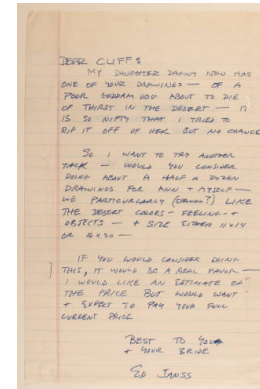 DEAR CLIFF:
MY DAUGHTER DAWN NOW HAS
ONE OF YOUR DRAWINGS — OF A
POOR GODDAM DOG ABOUT TO DIE
OF THIRST IN THE DESERT — IT
IS SO NIFTY THAT I TRIED TO
RIP IT OFF OF HER BUT NO CHANCE
SO I WANT TO TRY ANOTHER
TACK — WOULD YOU CONSIDER
DOING ABOUT A HALF A DOZEN
DRAWINGS FOR ANN + MYSELF —
WE PARTICULARLY LIKE
THE DESERT COLORS — FEELING +
OBJECTS — + SIZE EITHER 11X14
OR 16X20 —
IF YOU WOULD CONSIDER DOING
THIS, IT WOULD BE A REAL FAVOR —
I WOULD LIKE AN ESTIMATE OF
THE PRICE BUT WOULD WANT
+ EXPECT TO PAY YOUR FULL
CURRENT PRICE
BEST TO YOU
+ YOUR BRIDE
ED JANSS